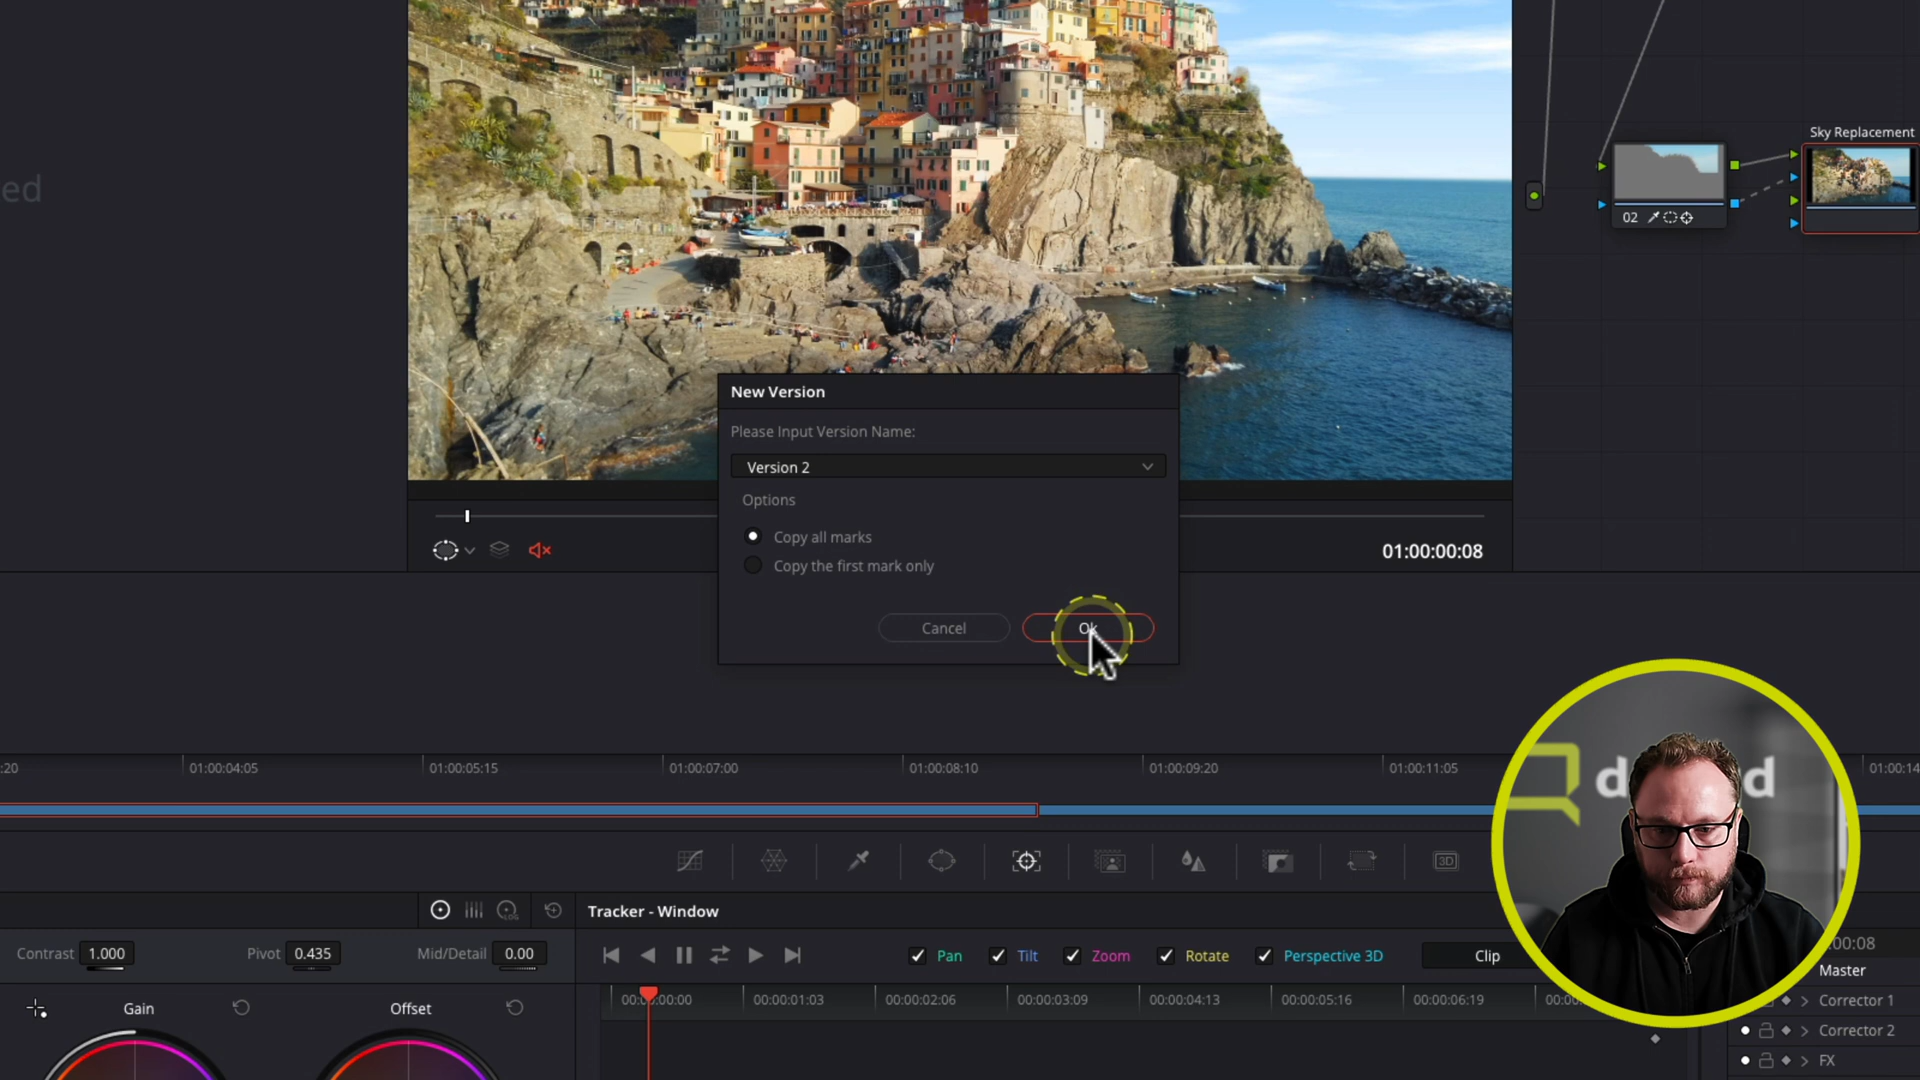 Sky Replacement
ed
02
New Version
Please Input Version Name:
Version 2
Options
Copy all marks
Copy the first mark only
01:00:00:08
Cancel
Ok
:20
01:00:04:05
01:00:05:15
01:00:07:00
01:00:08:10
01:00:09:20
01:00:11:05
01:00:14
3D
Tracker - Window
Contrast 1.000
Pivot 0.435
Mid/Detail 0.00
Pan
Tilt
Zoom
Rotate
Perspective 3D
Clip
:00:08
Master
00:00:01:03
00:00:02:06
00:00:03:09
00:00:04:13
00:00:05:16
00:00:06:19
Corrector 1
Gain
Offset
Corrector 2
FX